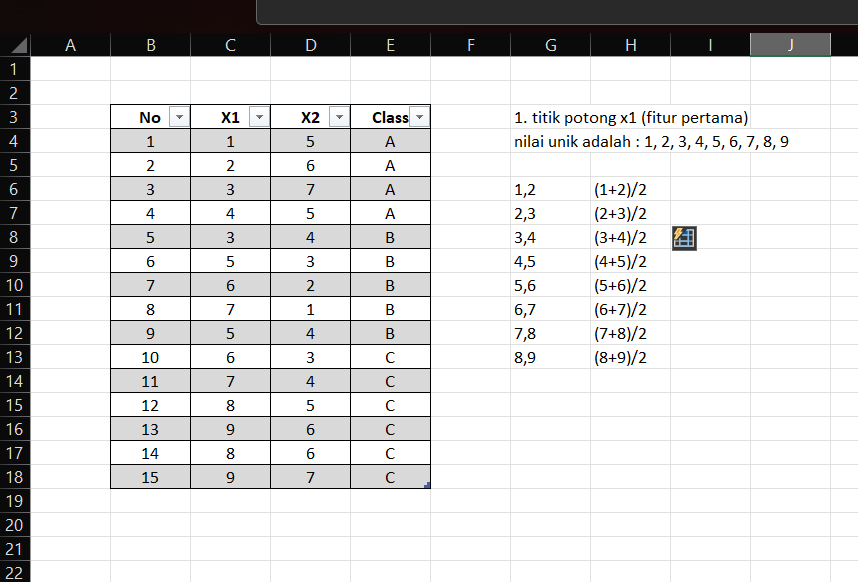 A B C D E F G H I J
1
2
3 No X1 X2 Class 1. titik potong x1 (fitur pertama)
4 1 1 5 A nilai unik adalah : 1, 2, 3, 4, 5, 6, 7, 8, 9
5 2 2 6 A
6 3 3 7 A 1,2 (1+2)/2
7 4 4 5 A 2,3 (2+3)/2
8 5 3 4 B 3,4 (3+4)/2
9 6 5 3 B 4,5 (4+5)/2
10 7 6 2 B 5,6 (5+6)/2
11 8 7 1 B 6,7 (6+7)/2
12 9 5 4 B 7,8 (7+8)/2
13 10 6 3 C 8,9 (8+9)/2
14 11 7 4 C
15 12 8 5 C
16 13 9 6 C
17 14 8 6 C
18 15 9 7 C
19
20
21
22